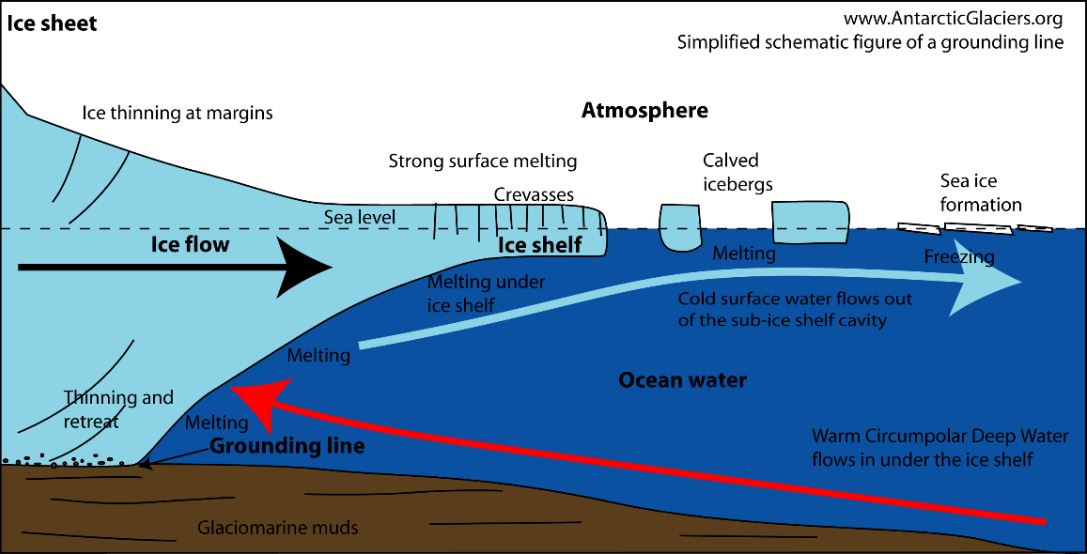 Ice sheet
www.AntarcticGlaciers.org
Simplified schematic figure of a grounding line
Ice thinning at margins
Atmosphere
Strong surface melting
Calved
icebergs
Crevasses
Sea ice
formation
Sea level
Ice flow
Ice shelf
Melting
Freezing
Melting under
ice shelf
Cold surface water flows out
of the sub-ice shelf cavity
Melting
Ocean water
Thinning and
retreat
Melting
Grounding line
Warm Circumpolar Deep Water
flows in under the ice shelf
Glaciomarine muds